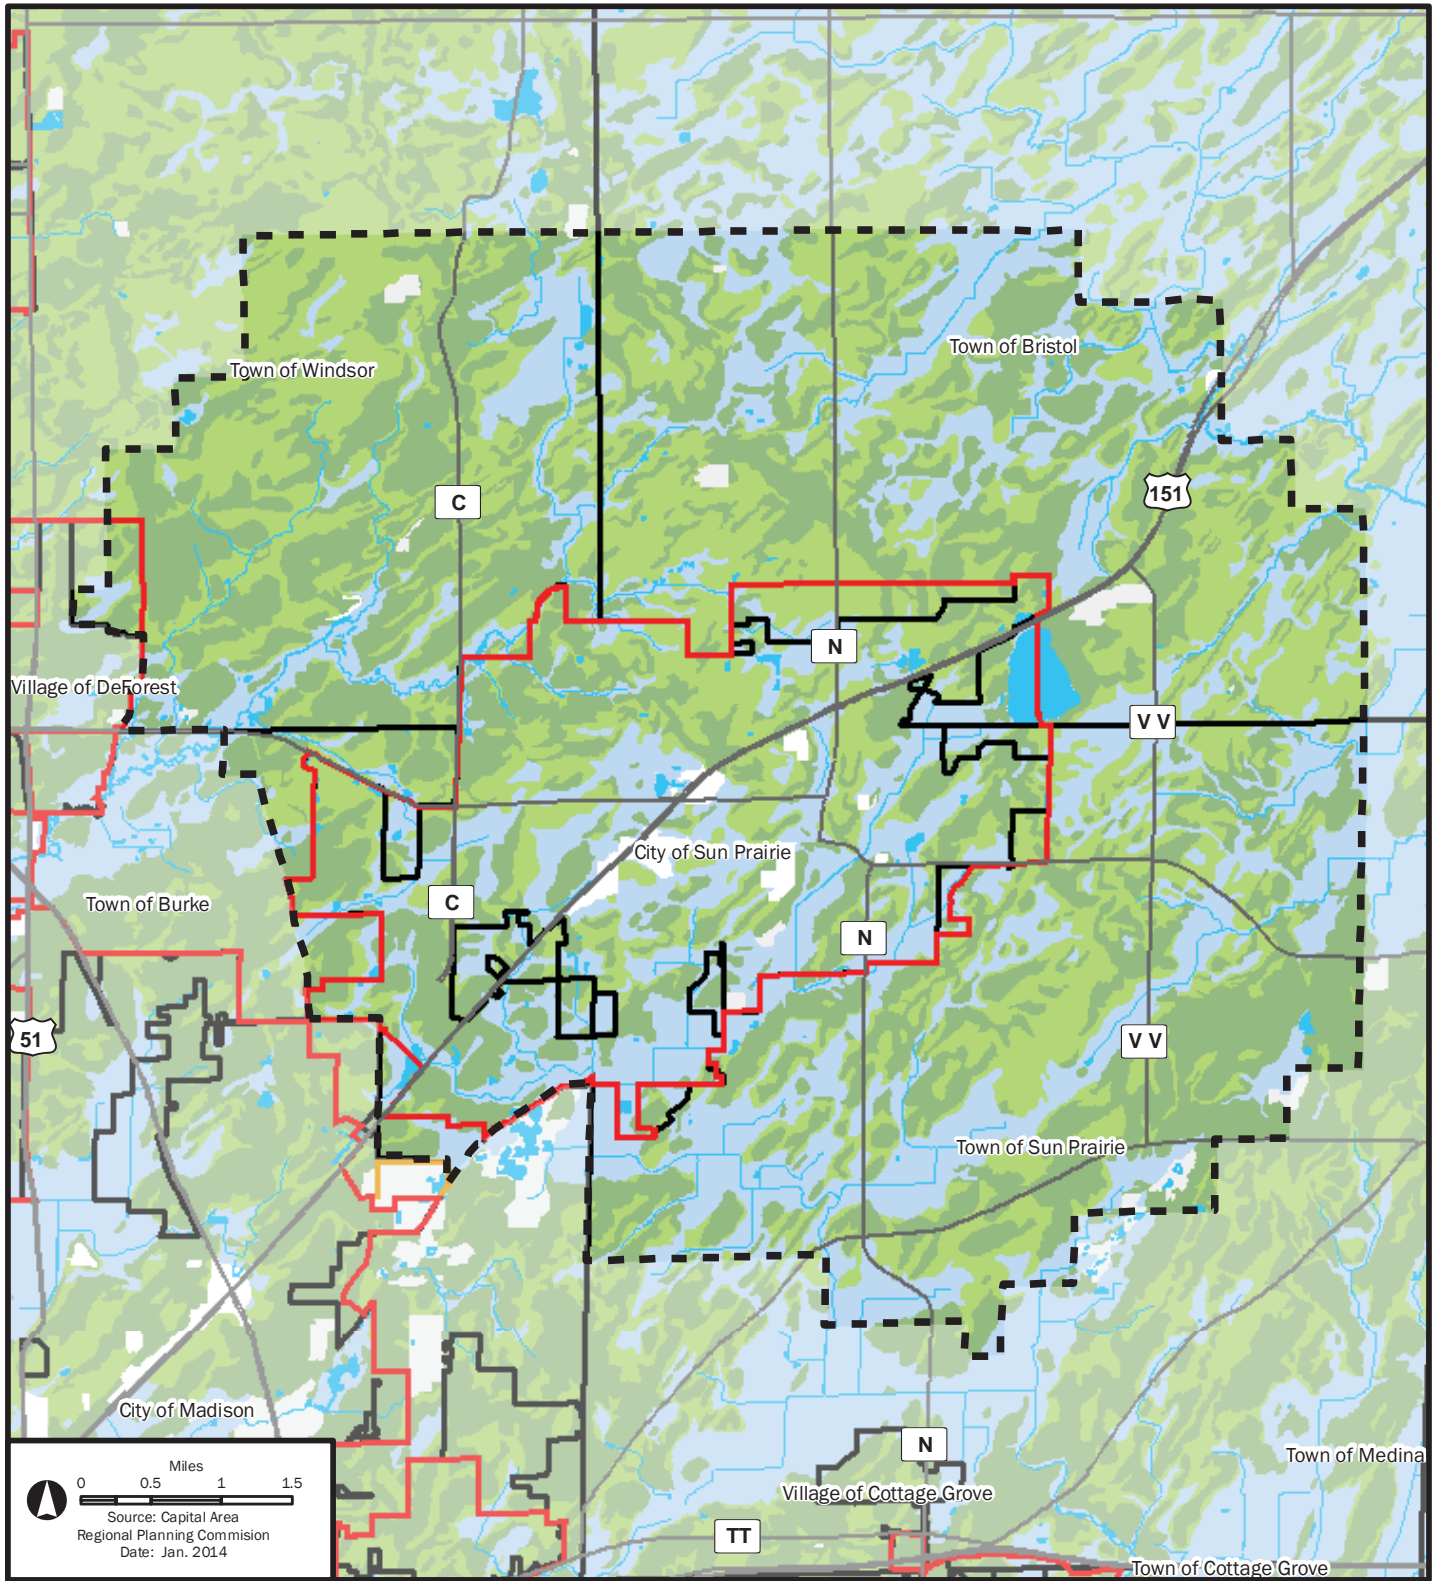 Town of Bristol
Town of Windsor
151
C
N
Village of DeForest
V V
City of Sun Prairie
Town of Burke
C
N
51
V V
Town of Sun Prairie
City of Madison
N
Town of Medina
Village of Cottage Grove
TT
Town of Cottage Grove
Miles
0 0.5 1 1.5
Source: Capital Area
Regional Planning Commision
Date: Jan. 2014